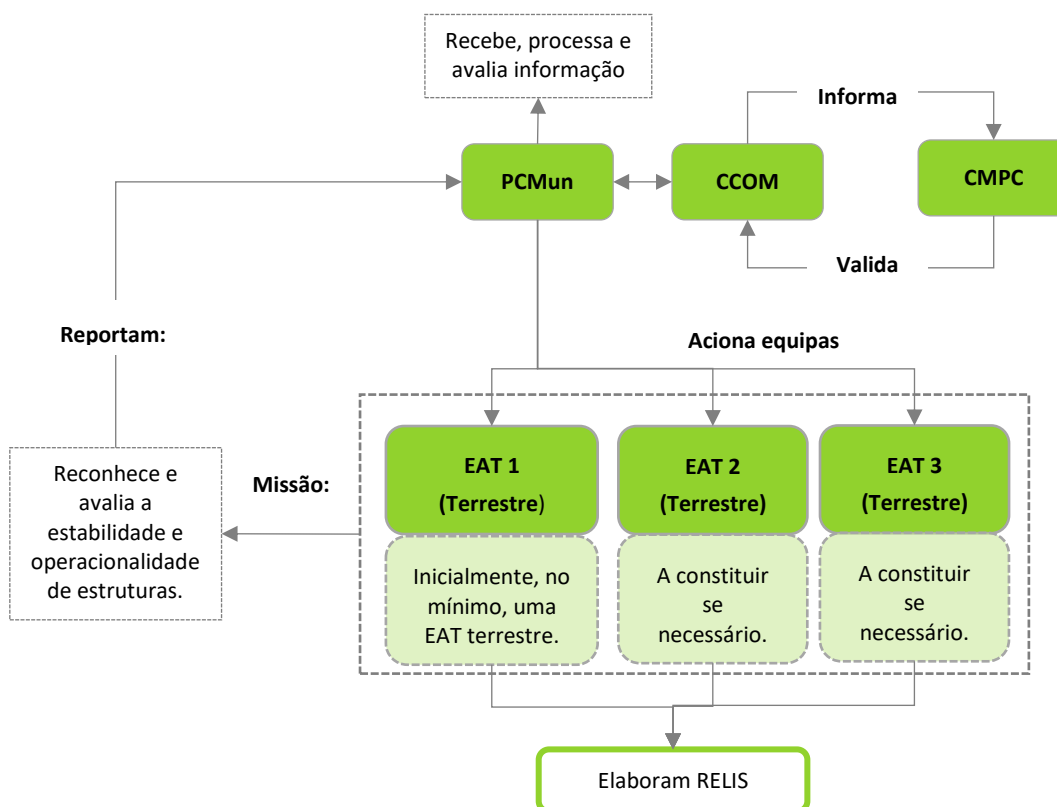 Recebe, processa e
avalia informação
Informa
PCMun
CCOM
CMPC
Valida
Reportam:
Aciona equipas
Reconhece e
avalia a
estabilidade e
operacionalidade
de estruturas.
Missão:
EAT 1
(Terrestre)
EAT 2
(Terrestre)
EAT 3
(Terrestre)
Inicialmente, no
mínimo, uma
EAT terrestre.
A constituir
se
necessário.
A constituir
se
necessário.
Elaboram RELIS